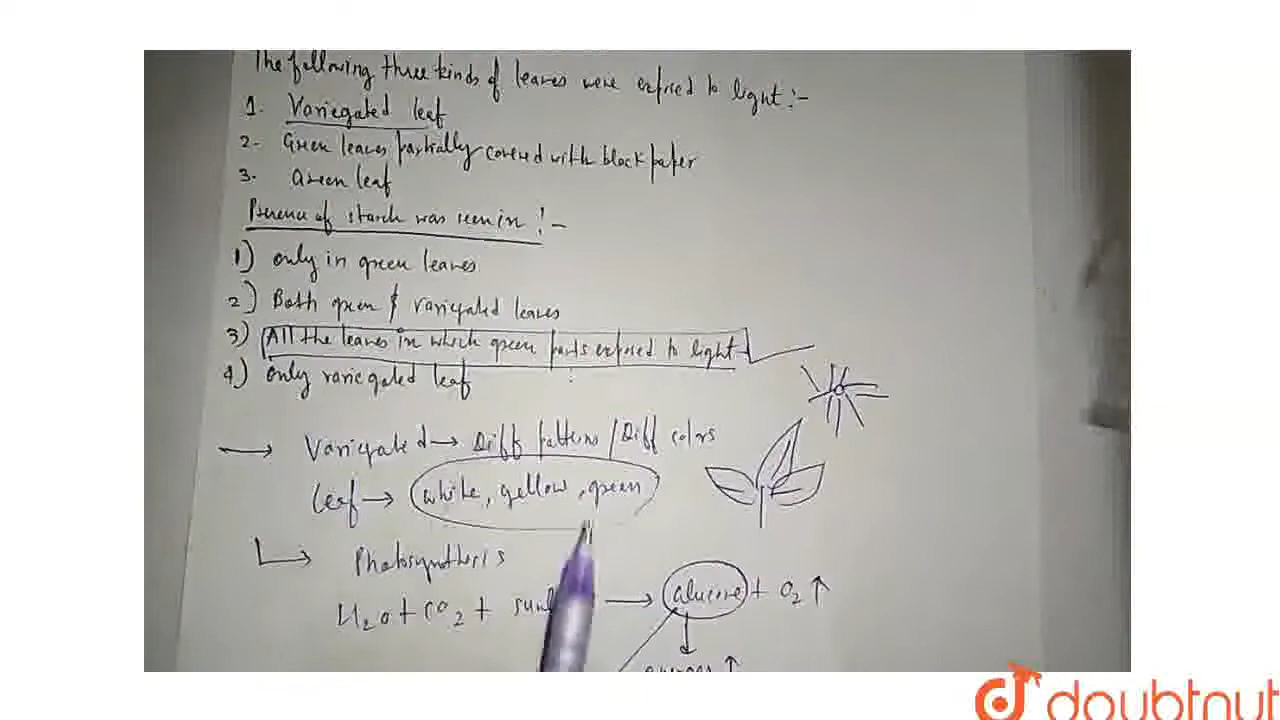 The following three kinds of leaves were exposed to light :-
1. Variegated leaf
2. Green leaves partially covered with black paper
3. Green leaf
Presence of starch was seen in :-
1) only in green leaves
2) Both green & variegated leaves
3) All the leaves in which green parts exposed to light
4) only variegated leaf
Variegated → Diff patterns / Diff colors
leaf → white, yellow, green
Photosynthesis
H2O + CO2 + → Glucose + O2 ↑
doubtnut